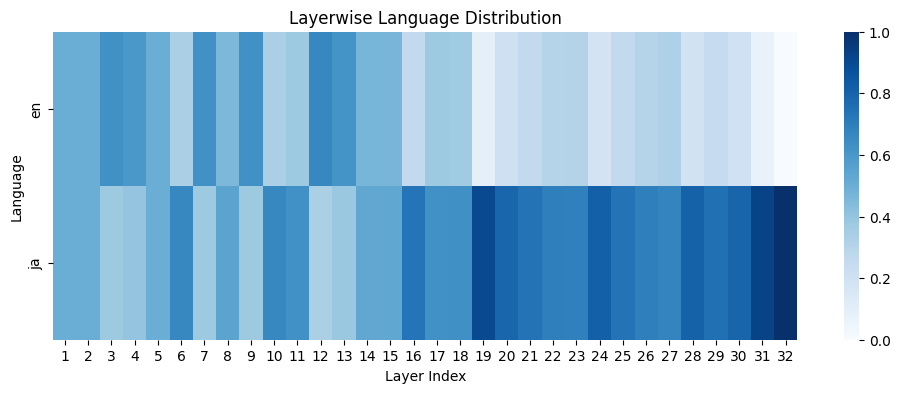 Layerwise Language Distribution
Language
en
ja
1 2 3 4 5 6 7 8 9 10 11 12 13 14 15 16 17 18 19 20 21 22 23 24 25 26 27 28 29 30 31 32
Layer Index
1.0
0.8
0.6
0.4
0.2
0.0